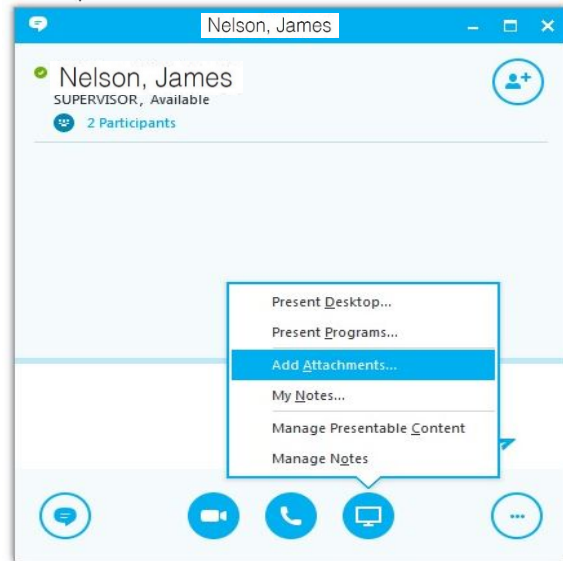 Nelson, James
Nelson, James
SUPERVISOR, Available
2 Participants
Present Desktop...
Present Programs...
Add Attachments...
My Notes...
Manage Presentable Content
Manage Notes